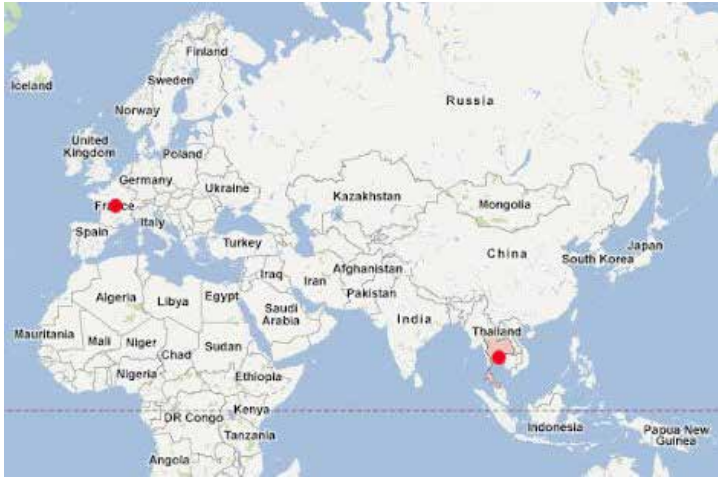 Finland
Iceland
Sweden
Russia
Norway
United
Kingdom
Poland
Germany
Ukraine
Kazakhstan
France
Mongolia
Italy
Spain
Turkey
Japan
China
South Korea
Afghanistan
Iraq
Iran
Pakistan
Algeria
Libya
Egypt
Saudi
Arabia
India
Thailand
Mauritania
Mali
Niger
Sudan
Chad
Nigeria
Ethiopia
DR Congo
Kenya
Indonesia
Papua New
Guinea
Tanzania
Angola